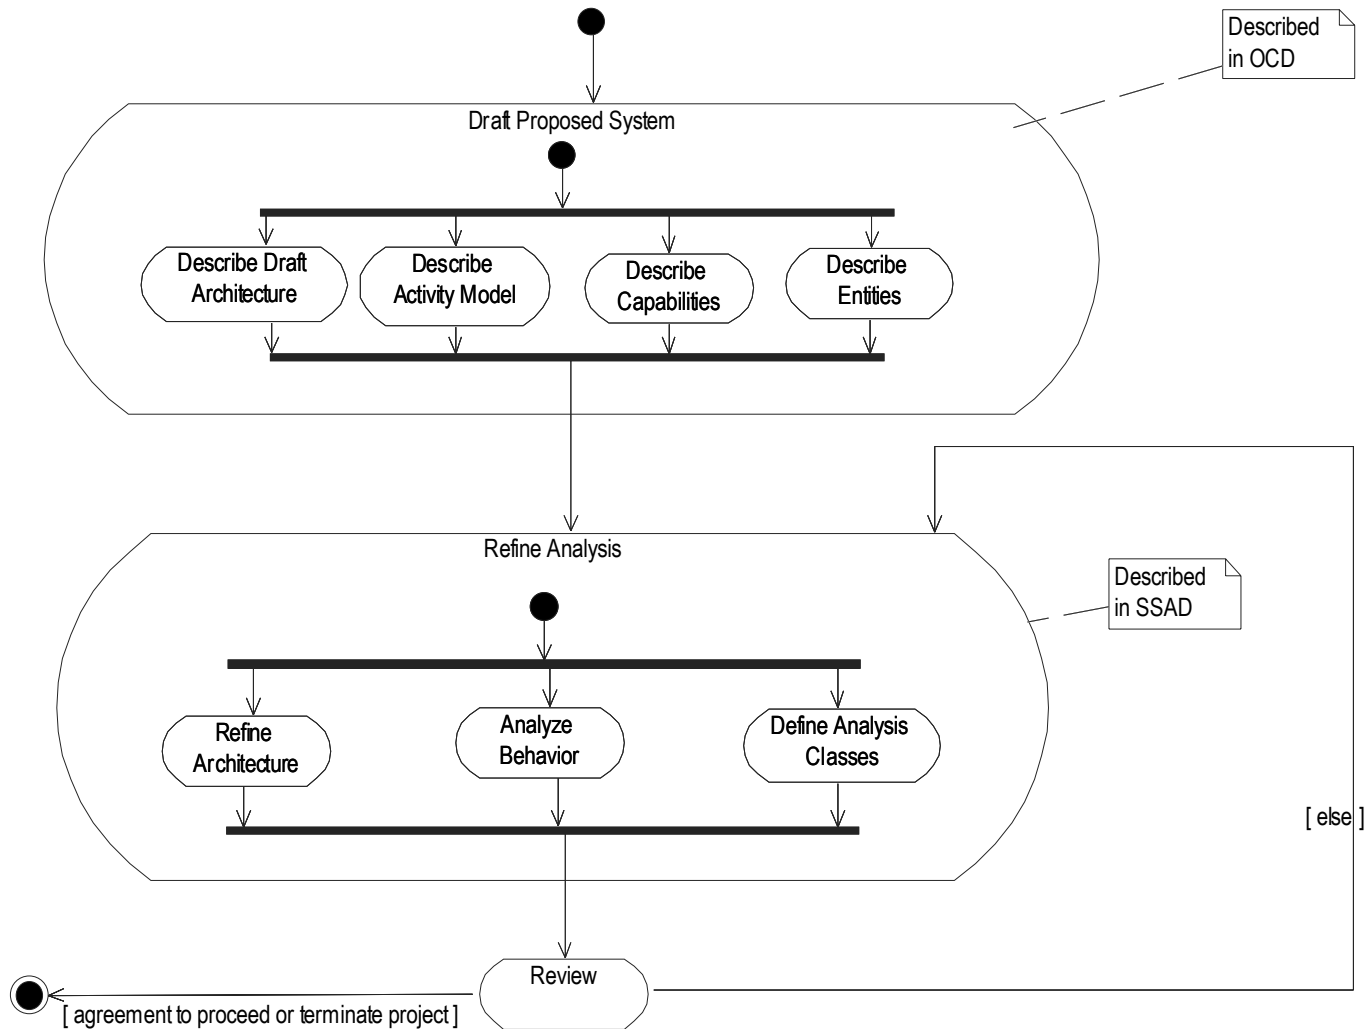 Described
in OCD
Draft Proposed System
Describe Draft
Architecture
Describe
Activity Model
Describe
Capabilities
Describe
Entities
Refine Analysis
Described
in SSAD
Refine
Architecture
Analyze
Behavior
Define Analysis
Classes
[ else ]
Review
[ agreement to proceed or terminate project ]